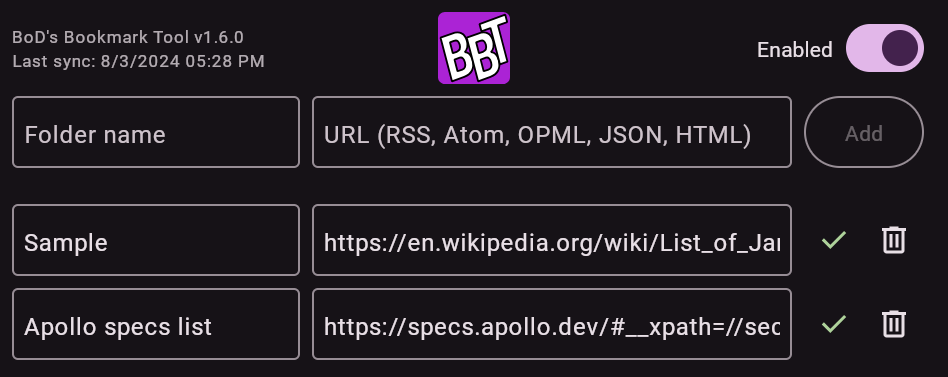 BoD's Bookmark Tool v1.6.0
Last sync: 8/3/2024 05:28 PM
BBT
Enabled
Folder name
URL (RSS, Atom, OPML, JSON, HTML)
Add
Sample
https://en.wikipedia.org/wiki/List_of_Jar
Apollo specs list
https://specs.apollo.dev/#__xpath=//sec